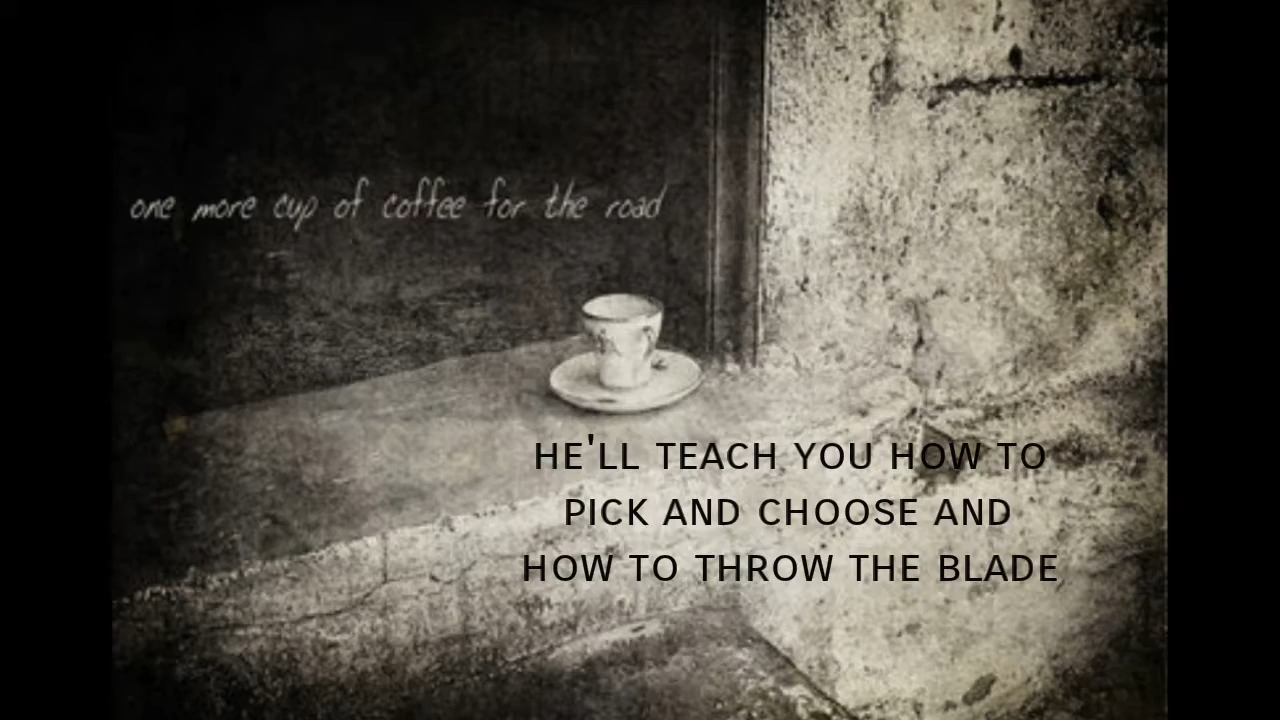 one more cup of coffee for the road
HE'LL TEACH YOU HOW TO
PICK AND CHOOSE AND
HOW TO THROW THE BLADE